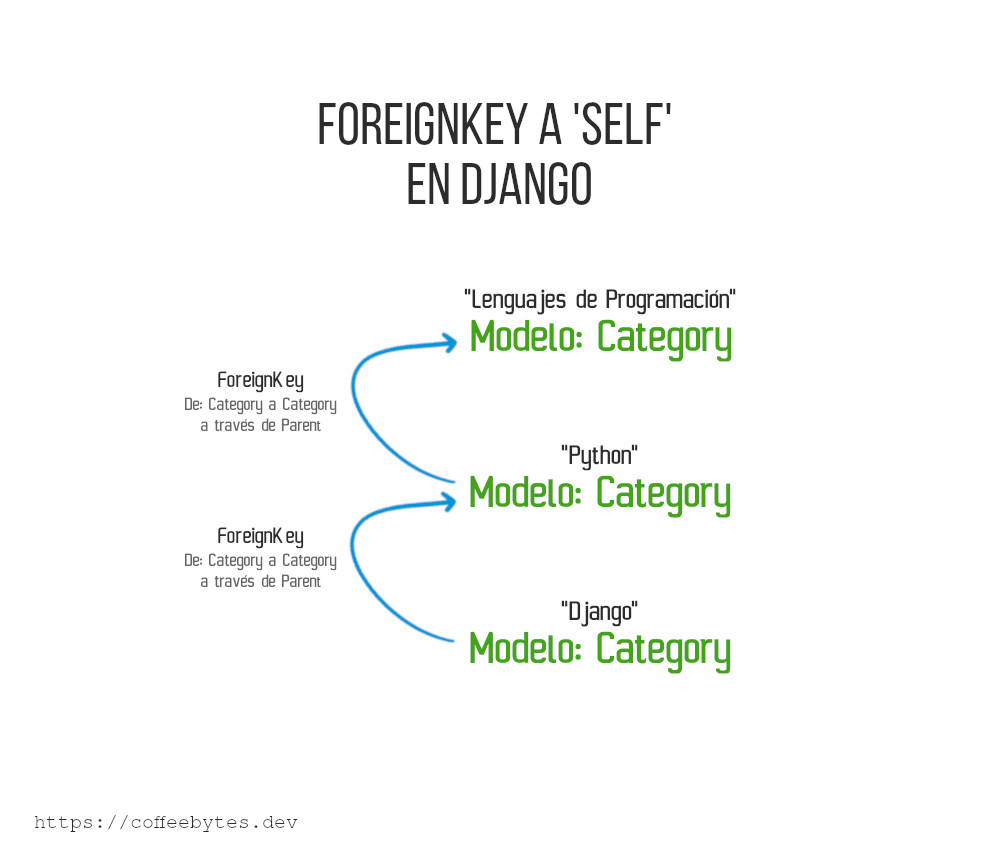 FOREIGNKEY A 'SELF'
EN DJANGO
"Lenguajes de Programación"
Modelo: Category
ForeignKey
De: Category a Category
a través de Parent
"Python"
Modelo: Category
ForeignKey
De: Category a Category
a través de Parent
"Django"
Modelo: Category
https://coffeebytes.dev